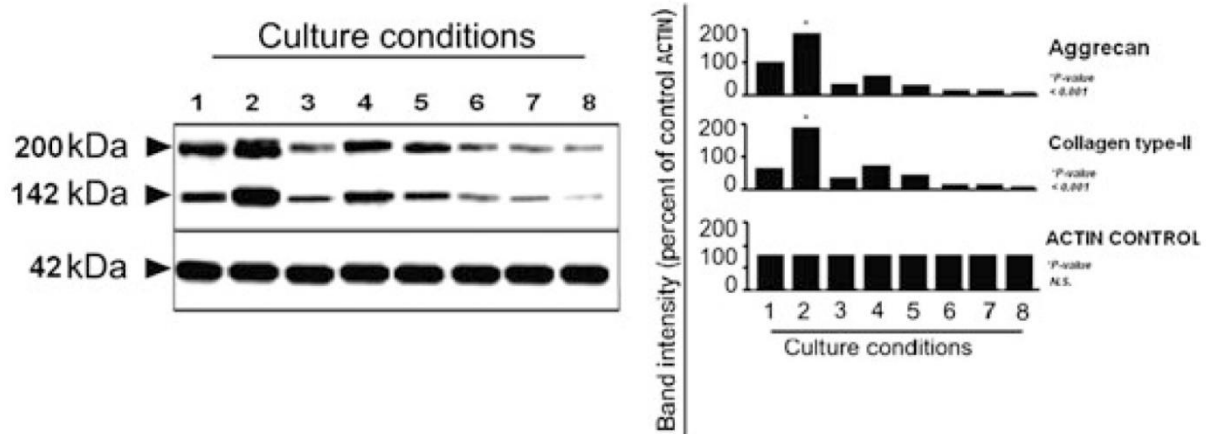 Culture conditions
1 2 3 4 5 6 7 8
200 kDa
142 kDa
42 kDa
Band intensity (percent of control ACTIN)
200
100
0
*
Aggrecan
*P-value
< 0.001
200
100
0
*
Collagen type-II
*P-value
< 0.001
200
100
0
ACTIN CONTROL
*P-value
N.S.
1 2 3 4 5 6 7 8
Culture conditions